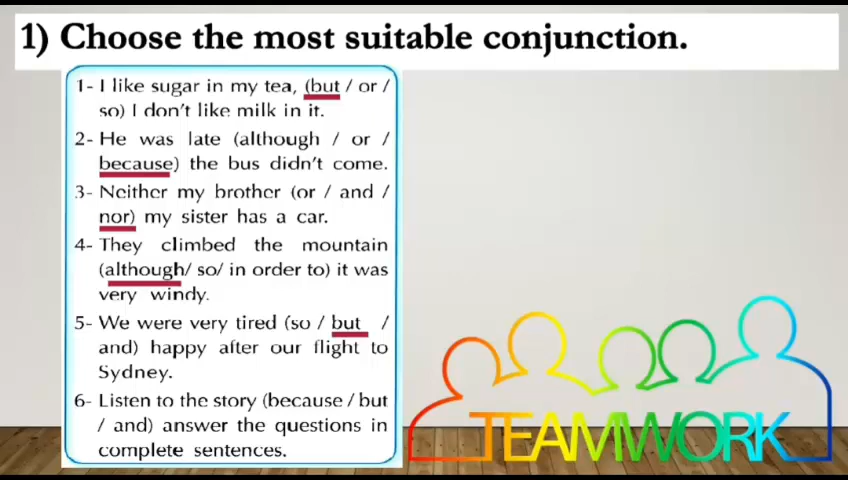 1) Choose the most suitable conjunction.
1- I like sugar in my tea, (but / or /
so) I don't like milk in it.
2- He was late (although / or /
because) the bus didn't come.
3- Neither my brother (or / and /
nor) my sister has a car.
4- They climbed the mountain
(although/ so/ in order to) it was
very windy.
5- We were very tired (so / but /
and) happy after our flight to
Sydney.
6- Listen to the story (because / but
/ and) answer the questions in
complete sentences.
TEAMWORK